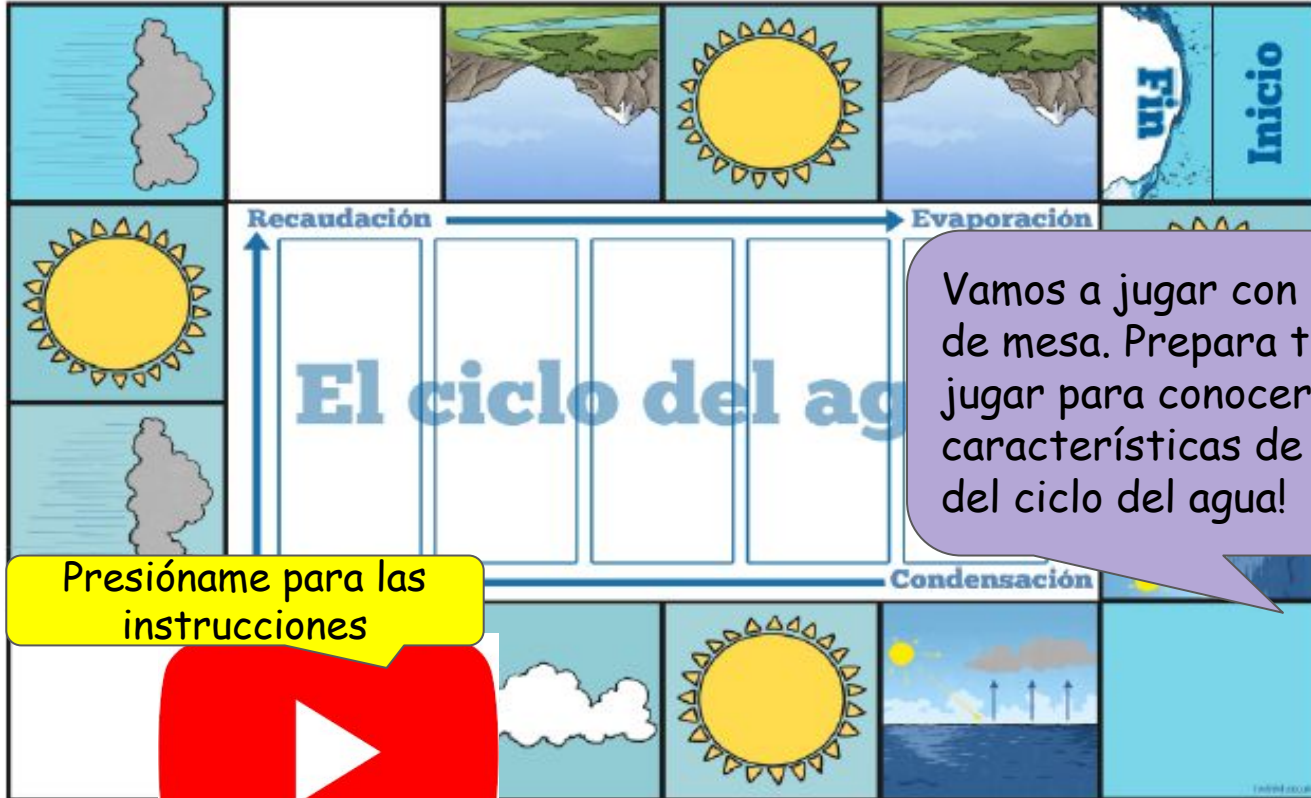 Fin
Inicio
Recaudación
Evaporación
El ciclo del ag
Vamos a jugar con
de mesa. Prepara t
jugar para conocer
características de
del ciclo del agua!
Presióname para las
instrucciones
Condensación